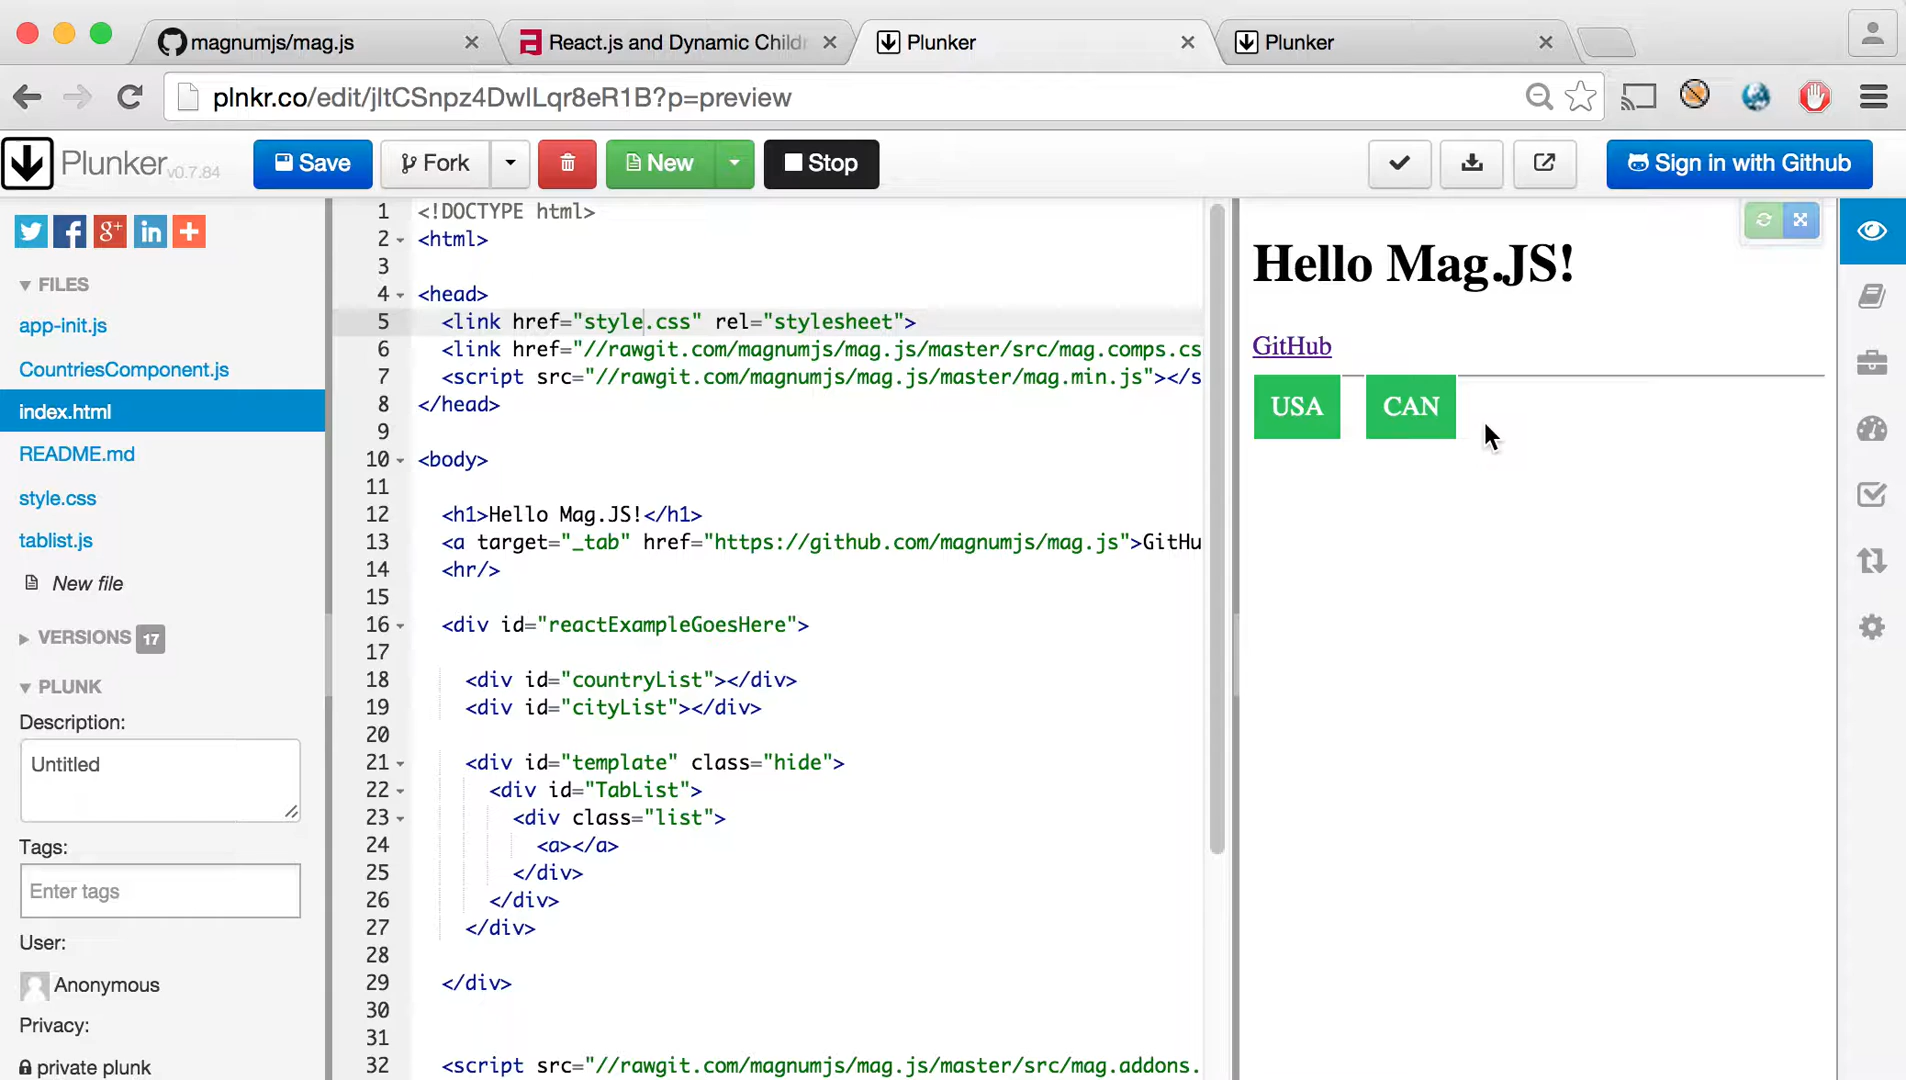 magnumjs/mag.js
React.js and Dynamic Child
Plunker
Plunker
plnkr.co/edit/jItCSnpz4DwlLqr8eR1B?p=preview
Plunker v0.7.84
Save
Fork
New
Stop
Sign in with Github
FILES
app-init.js
CountriesComponent.js
index.html
README.md
style.css
tablist.js
New file
VERSIONS 17
PLUNK
Description:
Untitled
Tags:
Enter tags
User:
Anonymous
Privacy:
private plunk
1 <!DOCTYPE html>
2 <html>
3
4 <head>
5 <link href="style.css" rel="stylesheet">
6 <link href="//rawgit.com/magnumjs/mag.js/master/src/mag.comps.cs
7 <script src="//rawgit.com/magnumjs/mag.js/master/mag.min.js"></s
8 </head>
9
10 <body>
11
12 <h1>Hello Mag.JS!</h1>
13 <a target="_tab" href="https://github.com/magnumjs/mag.js">GitHu
14 <hr/>
15
16 <div id="reactExampleGoesHere">
17
18 <div id="countryList"></div>
19 <div id="cityList"></div>
20
21 <div id="template" class="hide">
22 <div id="TabList">
23 <div class="list">
24 <a></a>
25 </div>
26 </div>
27 </div>
28
29 </div>
30
31
32 <script src="//rawgit.com/magnumjs/mag.js/master/src/mag.addons.
Hello Mag.JS!
GitHub
USA
CAN